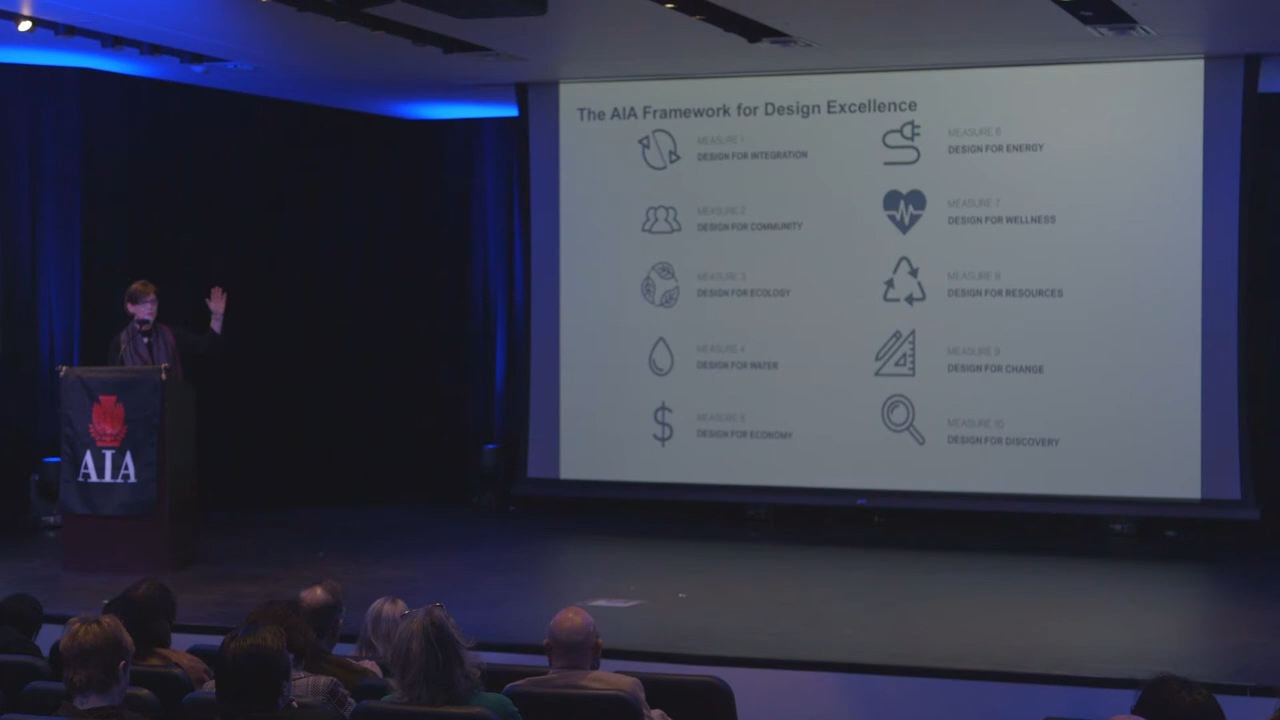 The AIA Framework for Design Excellence
MEASURE 1
DESIGN FOR INTEGRATION
MEASURE 2
DESIGN FOR COMMUNITY
MEASURE 3
DESIGN FOR ECOLOGY
MEASURE 4
DESIGN FOR WATER
$
MEASURE 5
DESIGN FOR ECONOMY
MEASURE 6
DESIGN FOR ENERGY
MEASURE 7
DESIGN FOR WELLNESS
MEASURE 8
DESIGN FOR RESOURCES
MEASURE 9
DESIGN FOR CHANGE
MEASURE 10
DESIGN FOR DISCOVERY
AIA